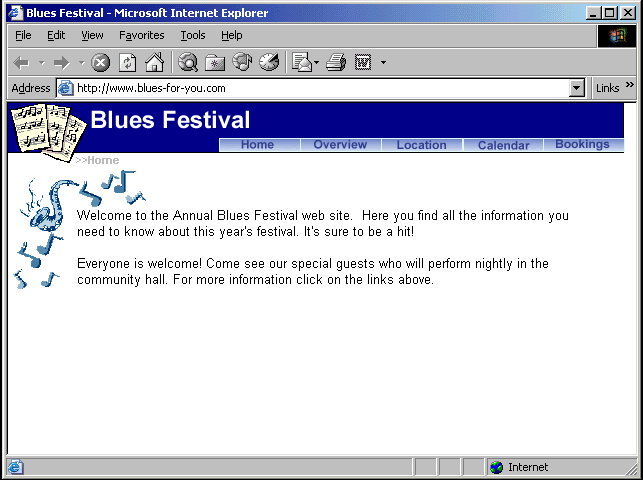 Blues Festival - Microsoft Internet Explorer
File Edit View Favorites Tools Help
Address http://www.blues-for-you.com Links »
Blues Festival
Home Overview Location Calendar Bookings
>>Home
Welcome to the Annual Blues Festival web site. Here you find all the information you
need to know about this year's festival. It's sure to be a hit!
Everyone is welcome! Come see our special guests who will perform nightly in the
community hall. For more information click on the links above.
Internet